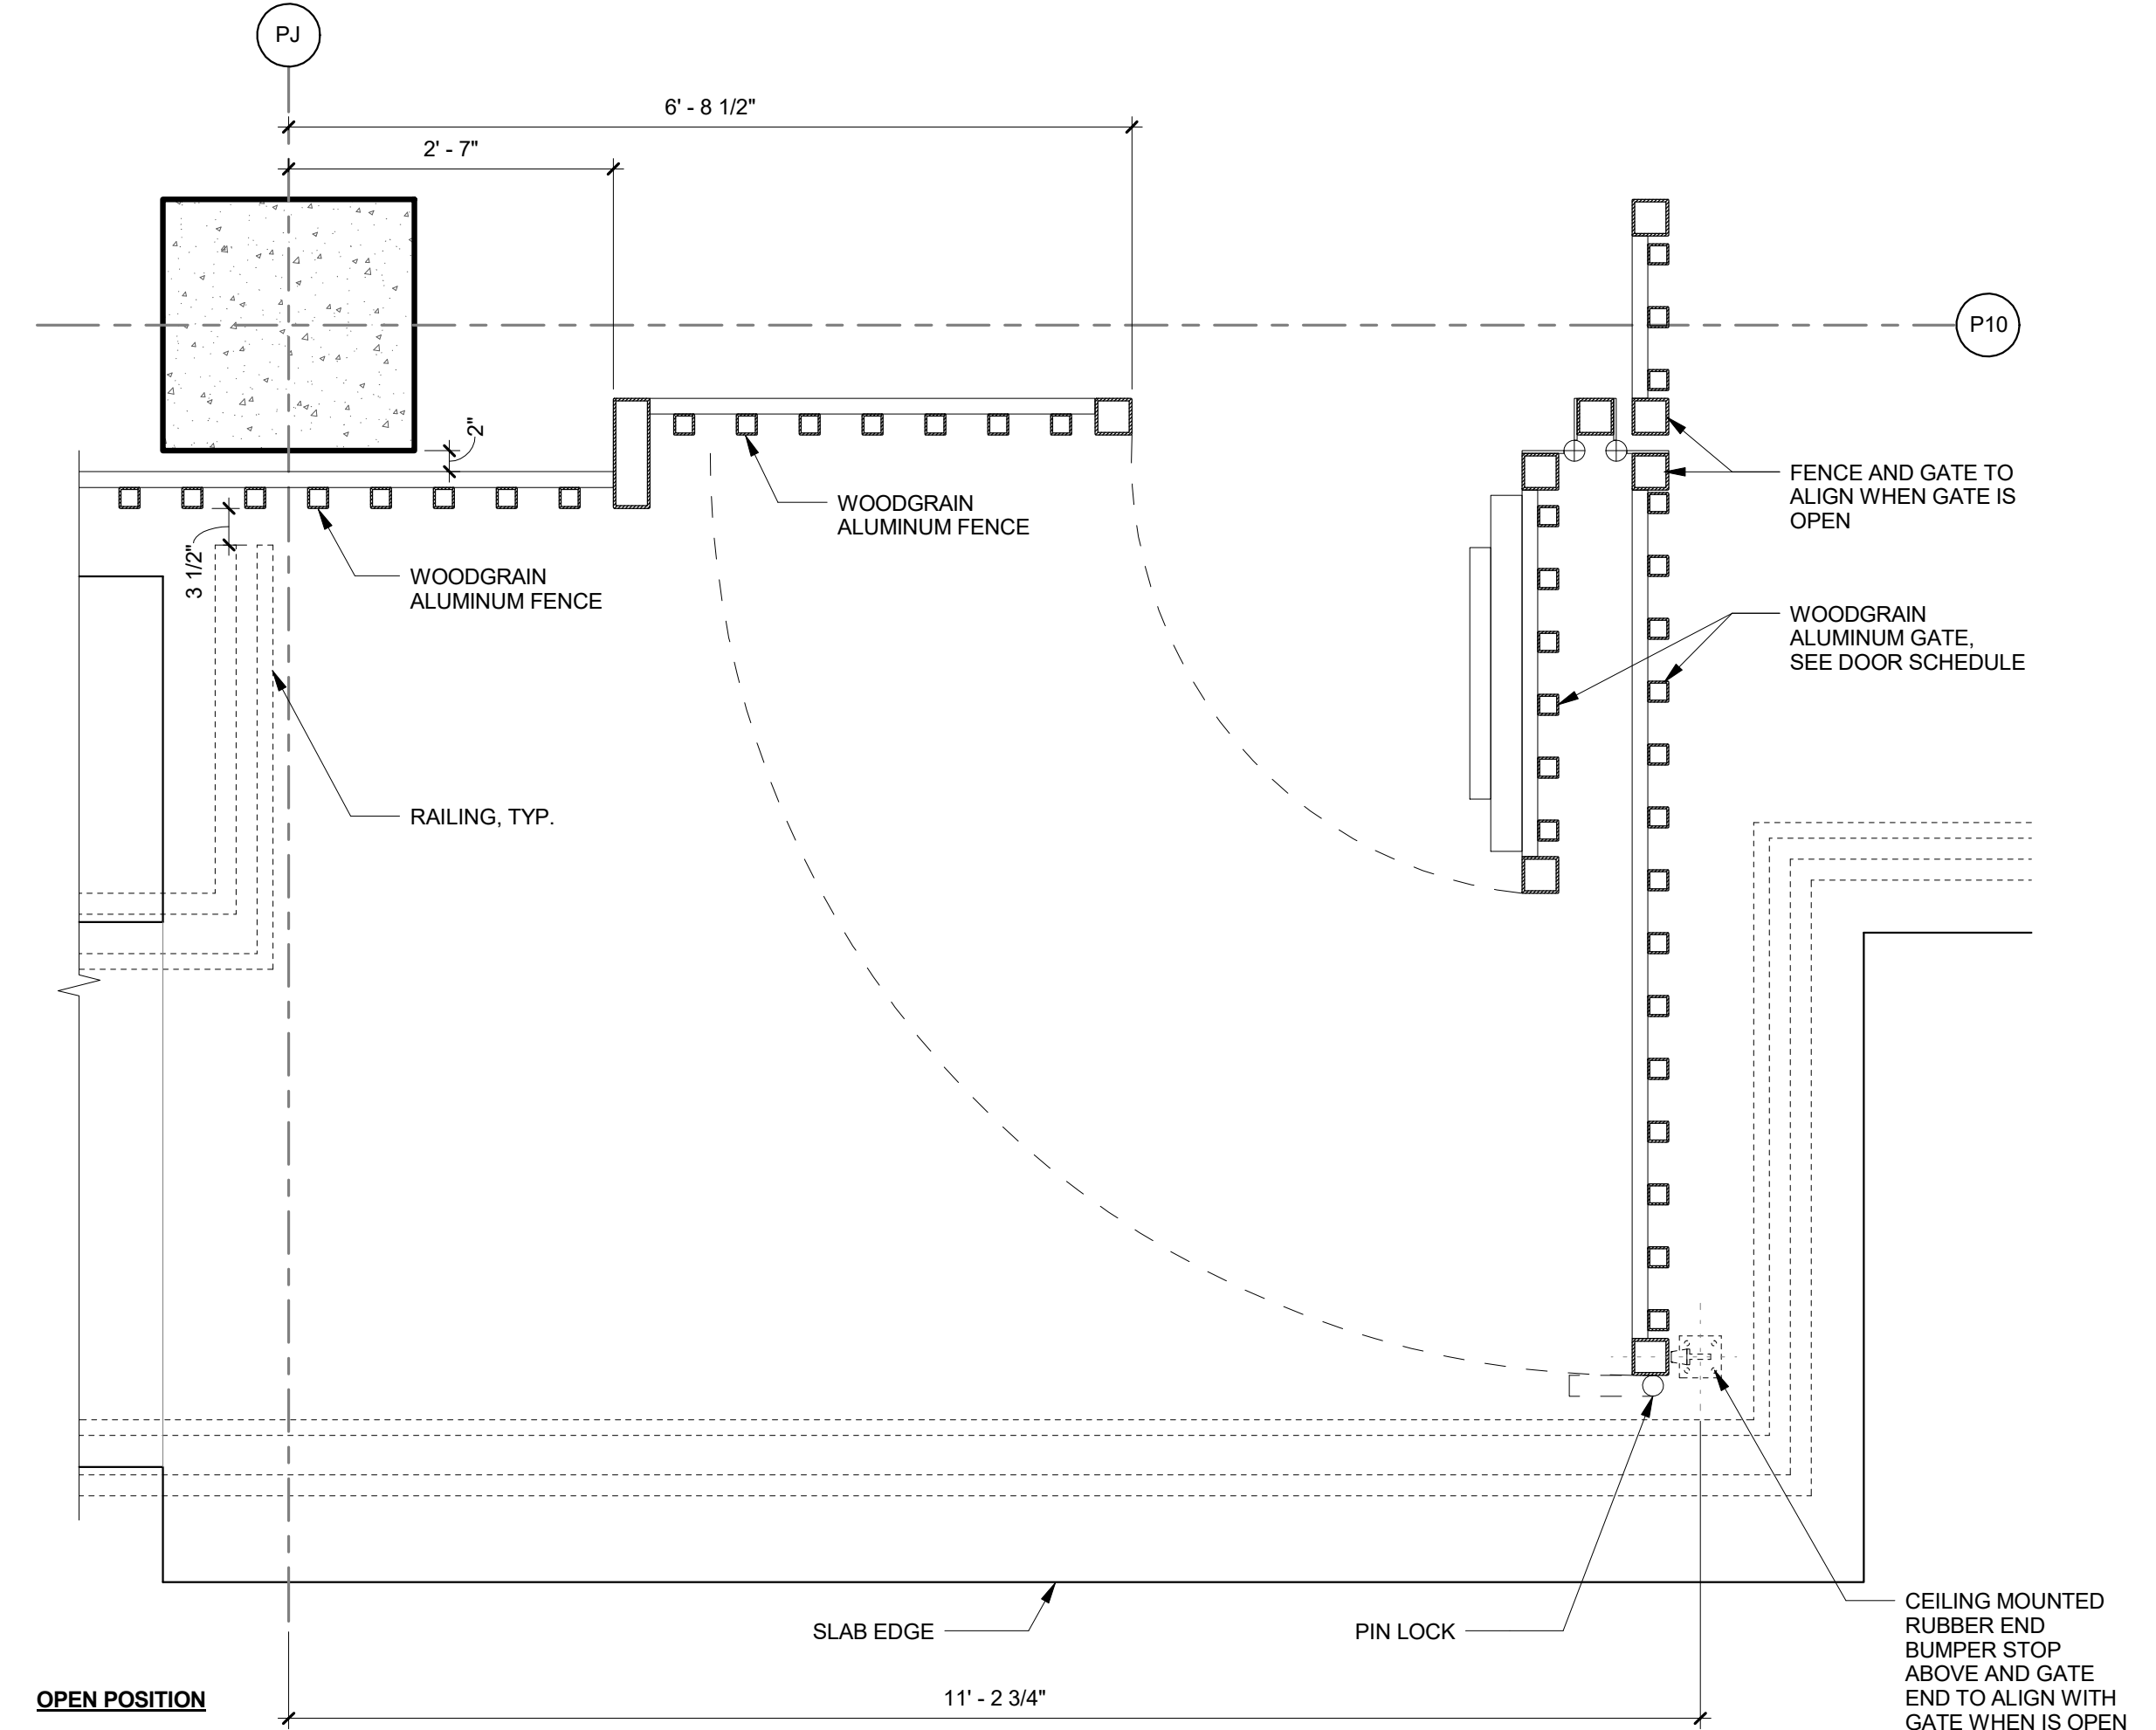 PJ
6' - 8 1/2"
2' - 7"
P10
2"
3 1/2"
WOODGRAIN
ALUMINUM FENCE
WOODGRAIN
ALUMINUM FENCE
FENCE AND GATE TO
ALIGN WHEN GATE IS
OPEN
WOODGRAIN
ALUMINUM GATE,
SEE DOOR SCHEDULE
RAILING, TYP.
SLAB EDGE
PIN LOCK
CEILING MOUNTED
RUBBER END
BUMPER STOP
ABOVE AND GATE
END TO ALIGN WITH
GATE WHEN IS OPEN
OPEN POSITION
11' - 2 3/4"